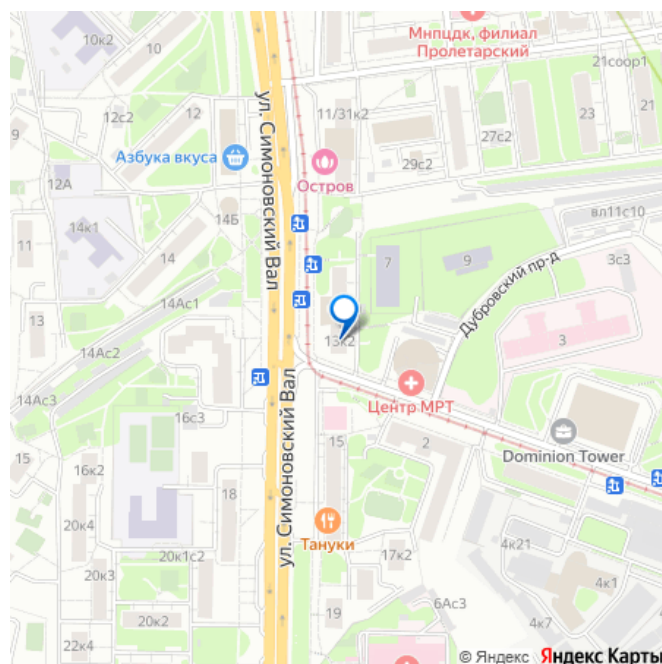 10к2
10
Мнпцдк, филиал
Пролетарский
21соор1
ул. Симоновский Вал
12
11/31к2
23
21
12с2
9
27с2
Азбука вкуса
29с2
Остров
12А
14Б
вл11с10
14к1
11
14
7
9
3с3
Дубровский пр-д
14Ас1
13
13к2
14Ас2
3
Центр МРТ
14Ас3
ул. Симоновский Вал
16с3
15
2
Dominion Tower
15
16к2
18
20к4
Тануки
4к21
20к1с2
17к2
20к3
4к1
6Ас3
20к2
19
4к7
22к4
© Яндекс Яндекс Карты